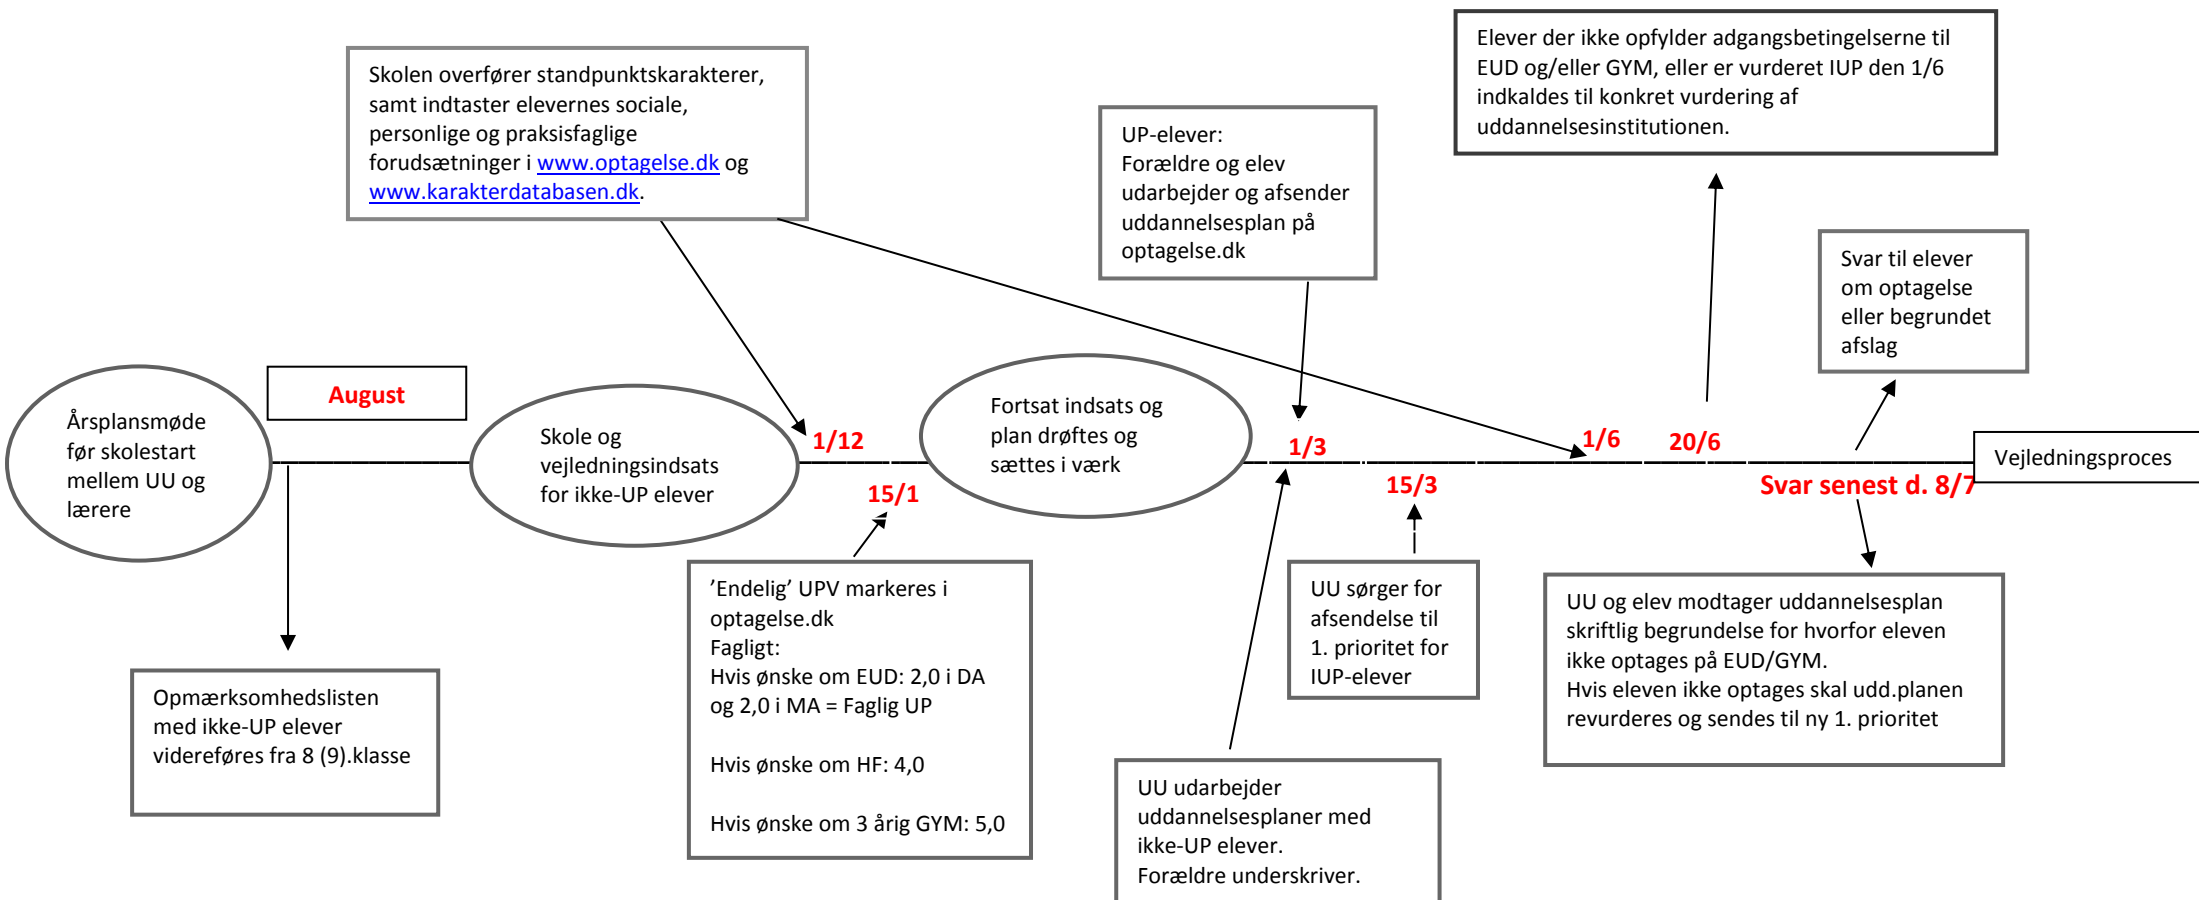 Skolen overfører standpunktskarakterer,
samt indtaster elevernes sociale,
personlige og praksisfaglige
forudsætninger i www.optagelse.dk og
www.karakterdatabasen.dk.
UP-elever:
Forældre og elev
udarbejder og afsender
uddannelsesplan på
optagelse.dk
Elever der ikke opfylder adgangsbetingelserne til
EUD og/eller GYM, eller er vurderet IUP den 1/6
indkaldes til konkret vurdering af
uddannelsesinstitutionen.
Svar til elever
om optagelse
eller begrundet
afslag
Årsplansmøde
før skolestart
mellem UU og
lærere
August
Skole og
vejledningsindsats
for ikke-UP elever
1/12
15/1
Fortsat indsats og
plan drøftes og
sættes i værk
1/3
15/3
1/6
20/6
Svar senest d. 8/7
Vejledningsproces
Opmærksomhedslisten
med ikke-UP elever
videreføres fra 8 (9).klasse
’Endelig’ UPV markeres i
optagelse.dk
Fagligt:
Hvis ønske om EUD: 2,0 i DA
og 2,0 i MA = Faglig UP
Hvis ønske om HF: 4,0
Hvis ønske om 3 årig GYM: 5,0
UU udarbejder
uddannelsesplaner med
ikke-UP elever.
Forældre underskriver.
UU sørger for
afsendelse til
1. prioritet for
IUP-elever
UU og elev modtager uddannelsesplan
skriftlig begrundelse for hvorfor eleven
ikke optages på EUD/GYM.
Hvis eleven ikke optages skal udd.planen
revurderes og sendes til ny 1. prioritet